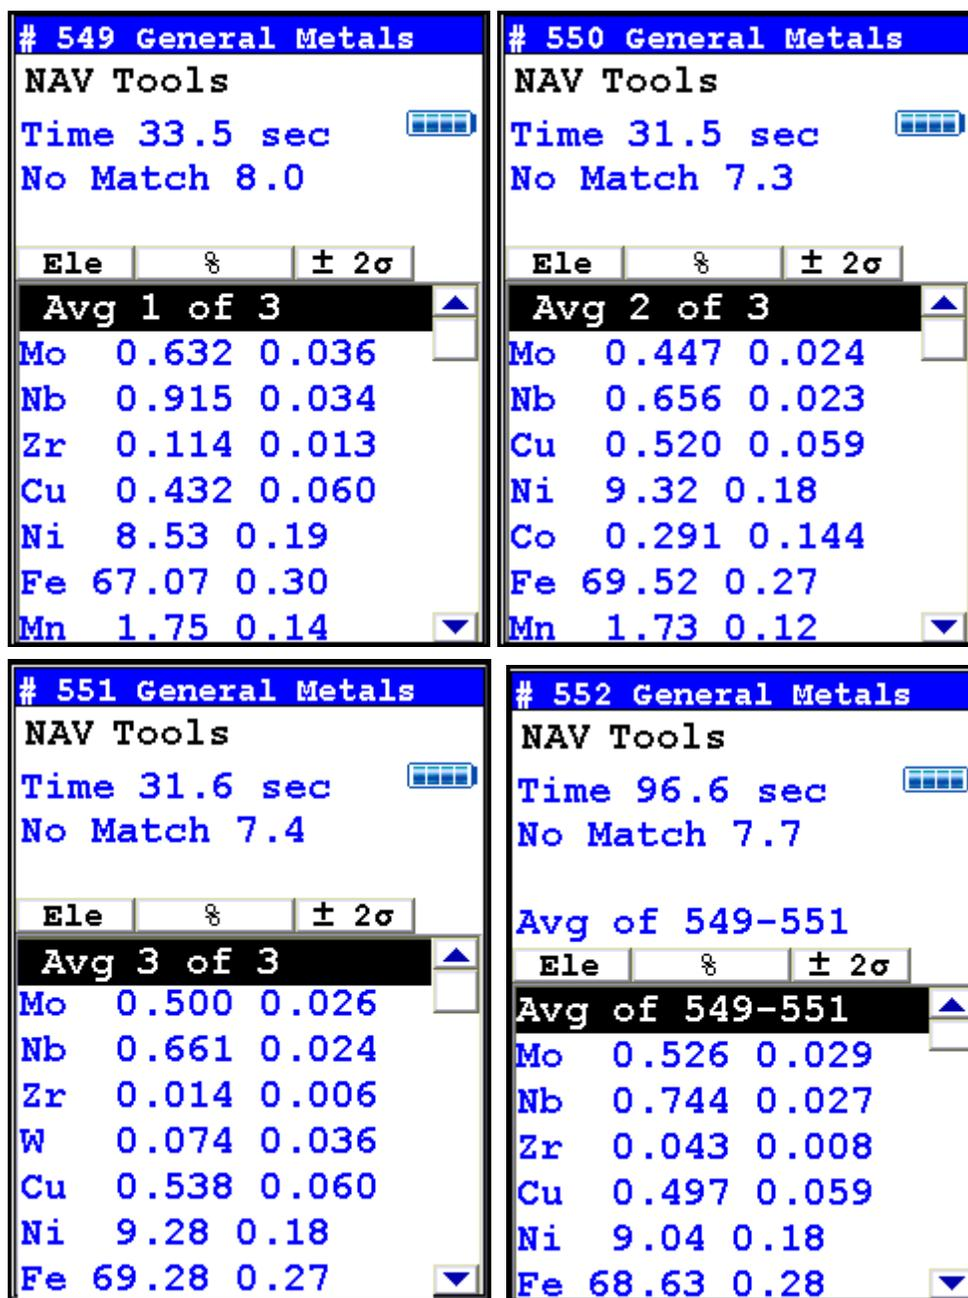 # 549 General Metals
NAV Tools
Time 33.5 sec
No Match 8.0
Ele % ± 2σ
Avg 1 of 3
Mo 0.632 0.036
Nb 0.915 0.034
Zr 0.114 0.013
Cu 0.432 0.060
Ni 8.53 0.19
Fe 67.07 0.30
Mn 1.75 0.14
# 550 General Metals
NAV Tools
Time 31.5 sec
No Match 7.3
Ele % ± 2σ
Avg 2 of 3
Mo 0.447 0.024
Nb 0.656 0.023
Cu 0.520 0.059
Ni 9.32 0.18
Co 0.291 0.144
Fe 69.52 0.27
Mn 1.73 0.12
# 551 General Metals
NAV Tools
Time 31.6 sec
No Match 7.4
Ele % ± 2σ
Avg 3 of 3
Mo 0.500 0.026
Nb 0.661 0.024
Zr 0.014 0.006
W 0.074 0.036
Cu 0.538 0.060
Ni 9.28 0.18
Fe 69.28 0.27
# 552 General Metals
NAV Tools
Time 96.6 sec
No Match 7.7
Avg of 549-551
Ele % ± 2σ
Avg of 549-551
Mo 0.526 0.029
Nb 0.744 0.027
Zr 0.043 0.008
Cu 0.497 0.059
Ni 9.04 0.18
Fe 68.63 0.28